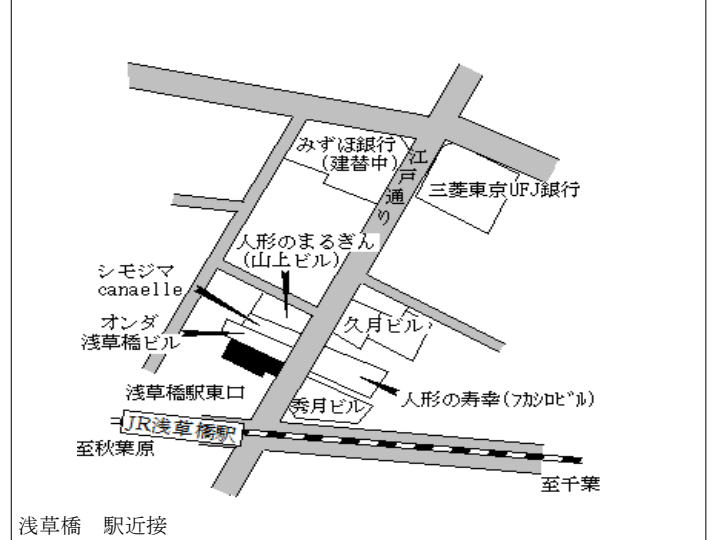 みずほ銀行
(建替中)
江戸通り
三菱東京UFJ銀行
人形のまるぎん
(山上ビル)
シモジマ
canaelle
オンダ
浅草橋ビル
久月ビル
浅草橋駅東口
人形の寿幸(フカシロビル)
秀月ビル
JR浅草橋駅
至秋葉原
至千葉
浅草橋　駅近接